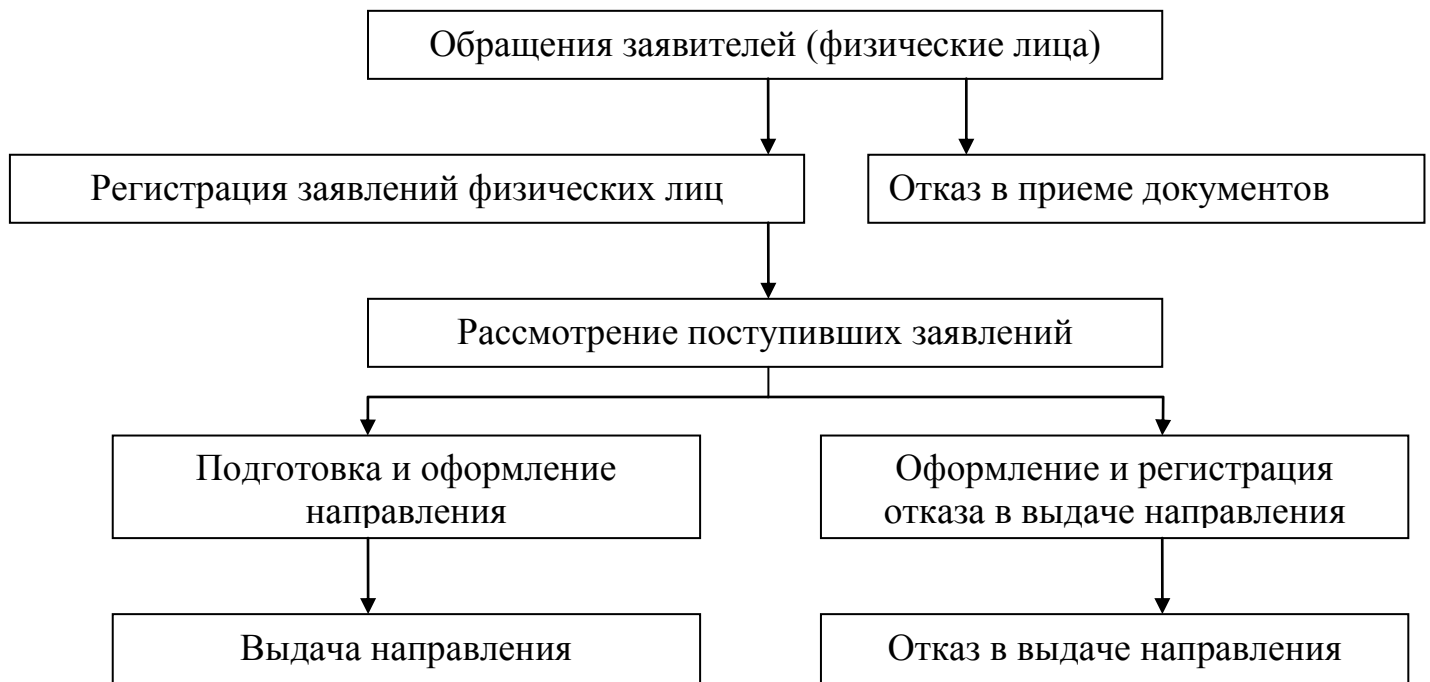 Обращения заявителей (физические лица)
Регистрация заявлений физических лиц
Отказ в приеме документов
Рассмотрение поступивших заявлений
Подготовка и оформление
направления
Оформление и регистрация
отказа в выдаче направления
Выдача направления
Отказ в выдаче направления